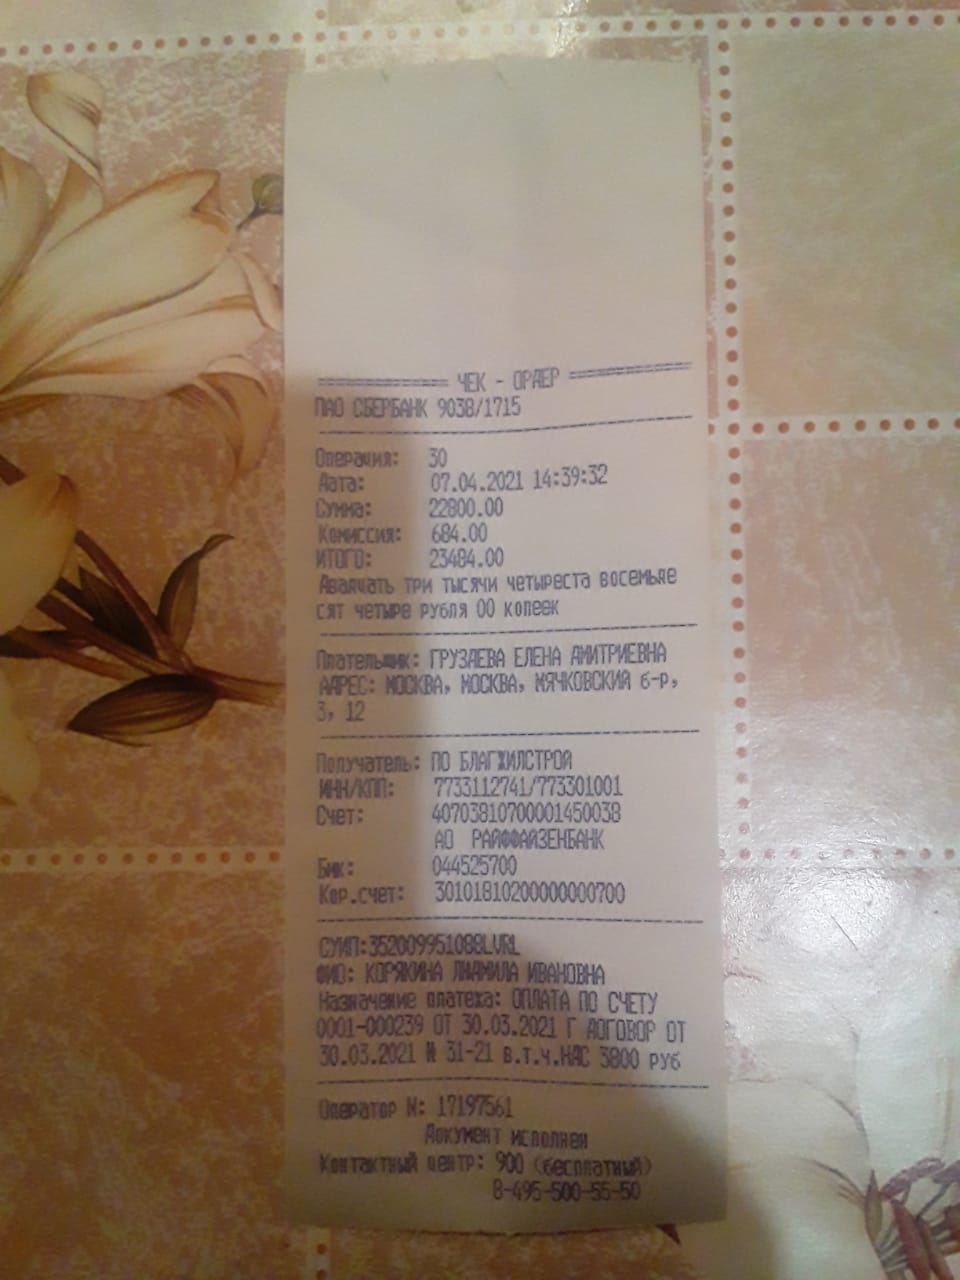 ЧЕК - ОРДЕР
ПАО СБЕРБАНК 9038/1715
Операция: 30
Дата: 07.04.2021 14:39:32
Сумма: 22800.00
Комиссия: 684.00
ИТОГО: 23484.00
Двадцать три тысячи четыреста восемьде
сят четыре рубля 00 копеек
Плательщик: ГРУЗДЕВА ЕЛЕНА ДМИТРИЕВНА
АДРЕС: МОСКВА, МОСКВА, МЯЧКОВСКИЙ б-р,
3, 12
Получатель: ПО БЛАГЖИЛСТРОЙ
ИНН/КПП: 7733112741/773301001
Счет: 40703810700001450038
АО РАЙФФАЙЗЕНБАНК
Бик: 044525700
Кор.счет: 30101810200000000700
СУИП:352009951088LVRL
ФИО: КОРЯКИНА ЛЮДМИЛА ИВАНОВНА
Назначение платежа: ОПЛАТА ПО СЧЕТУ
0001-000239 ОТ 30.03.2021 Г ДОГОВОР ОТ
30.03.2021 N 31-21 в.т.ч.НДС 3800 руб
Оператор N: 17197561
Документ исполнен
Контактный центр: 900 (бесплатный)
8-495-500-55-50